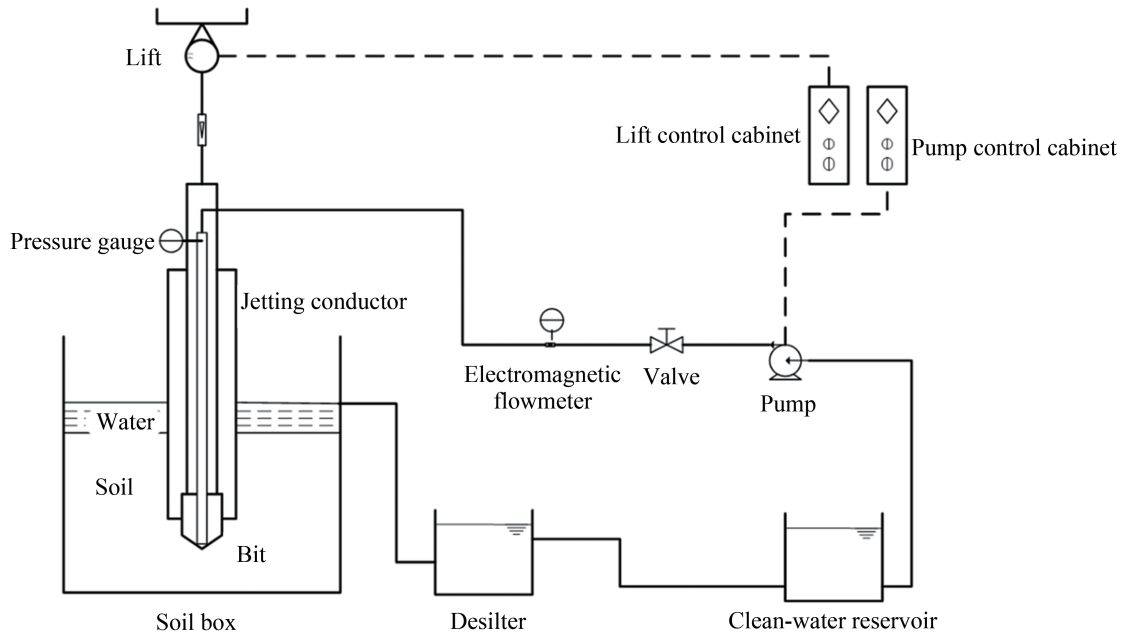 Lift
Lift control cabinet
Pump control cabinet
Pressure gauge
Jetting conductor
Electromagnetic
flowmeter
Valve
Pump
Water
Soil
Bit
Soil box
Desilter
Clean-water reservoir